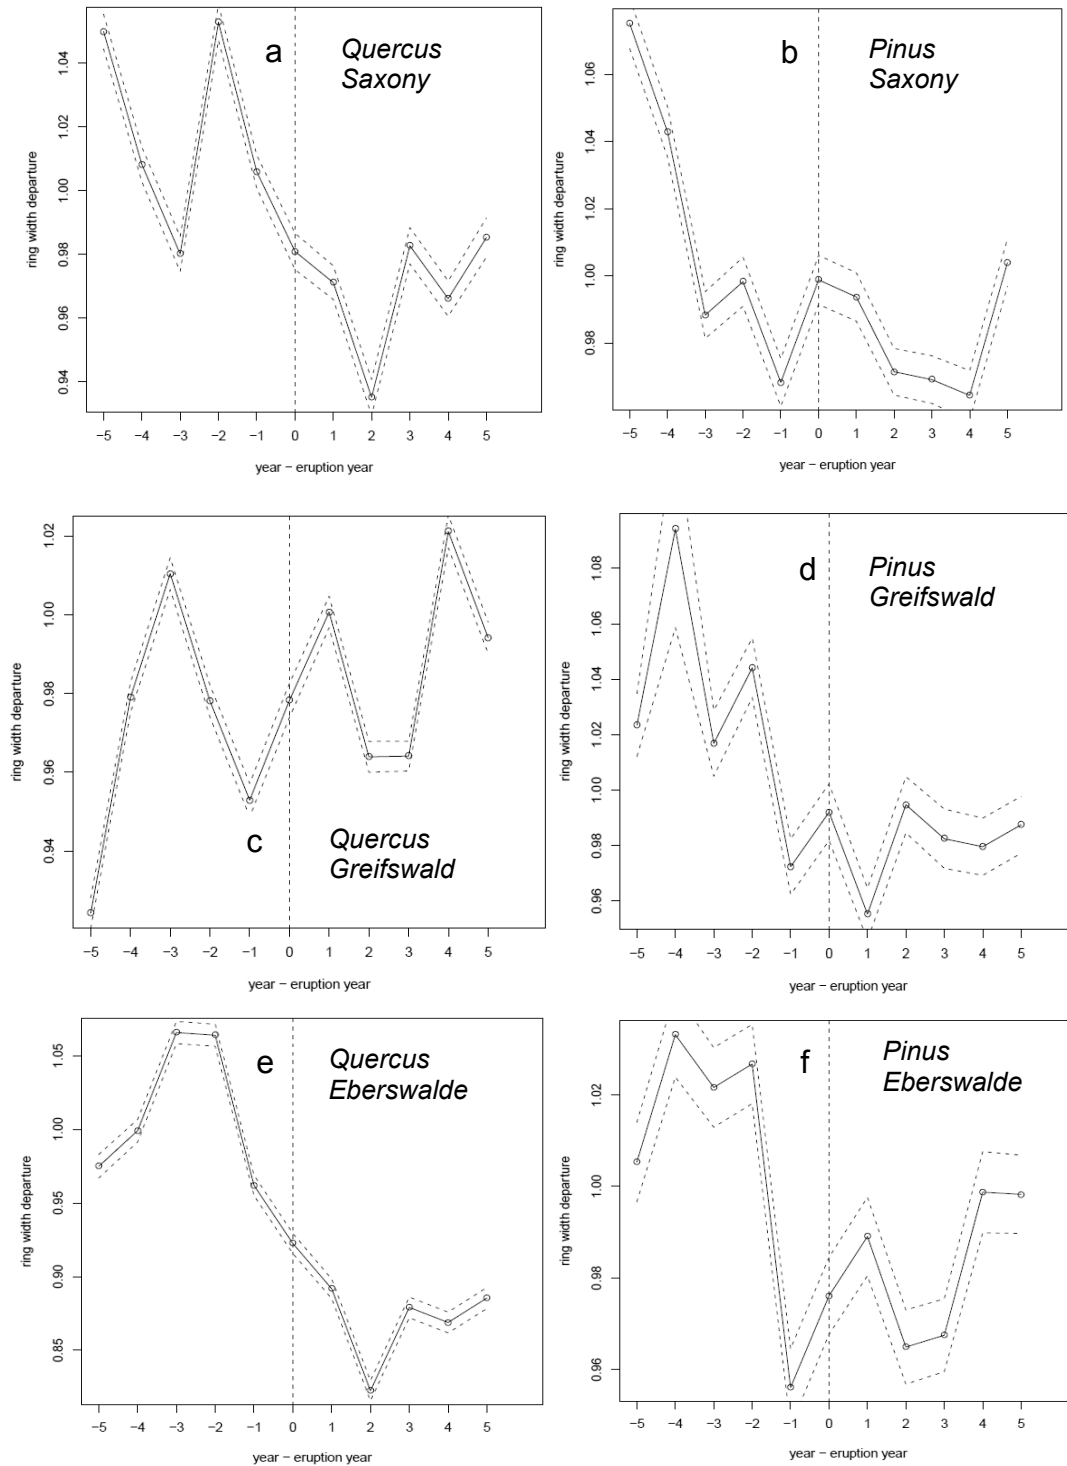 a
Quercus
Saxony
ring width departure
1.04
1.02
1.00
0.98
0.96
0.94
−5 −4 −3 −2 −1 0 1 2 3 4 5
year − eruption year
b
Pinus
Saxony
ring width departure
1.06
1.04
1.02
1.00
0.98
−5 −4 −3 −2 −1 0 1 2 3 4 5
year − eruption year
c
Quercus
Greifswald
ring width departure
1.02
1.00
0.98
0.96
0.94
−5 −4 −3 −2 −1 0 1 2 3 4 5
year − eruption year
d
Pinus
Greifswald
ring width departure
1.08
1.06
1.04
1.02
1.00
0.98
0.96
−5 −4 −3 −2 −1 0 1 2 3 4 5
year − eruption year
e
Quercus
Eberswalde
ring width departure
1.05
1.00
0.95
0.90
0.85
−5 −4 −3 −2 −1 0 1 2 3 4 5
year − eruption year
f
Pinus
Eberswalde
ring width departure
1.02
1.00
0.98
0.96
−5 −4 −3 −2 −1 0 1 2 3 4 5
year − eruption year